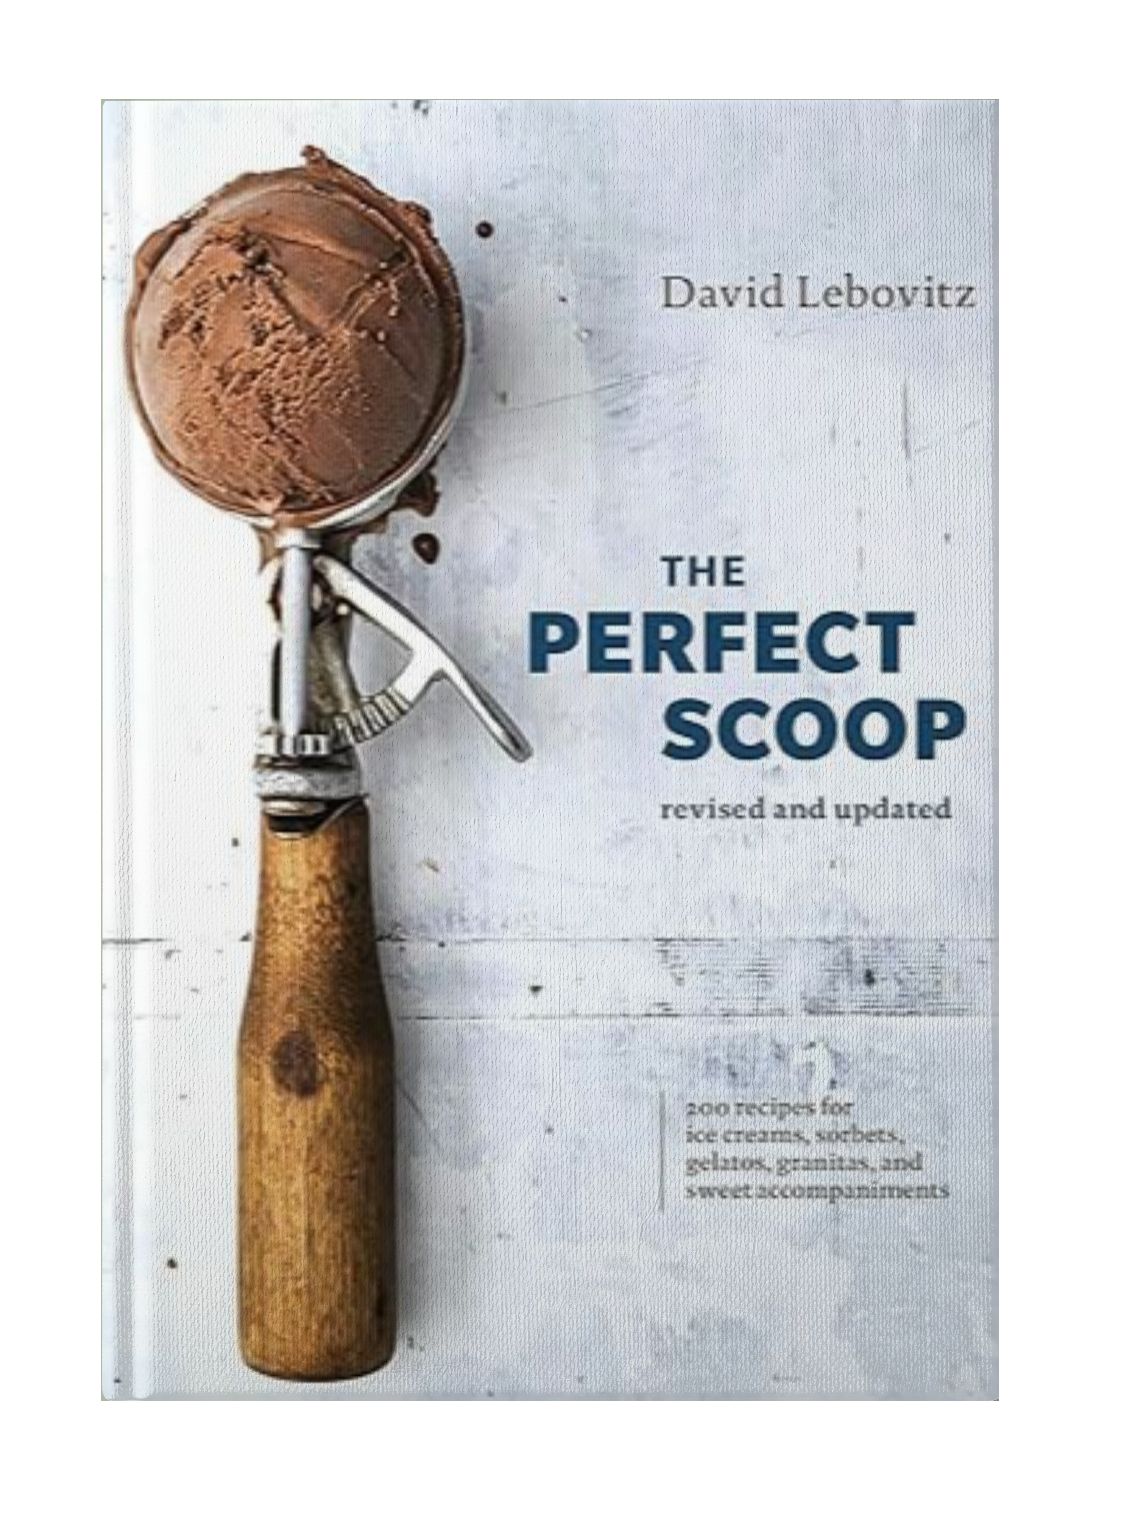 David Lebovitz
THE
PERFECT
SCOOP
revised and updated
200 recipes for
ice creams, sorbets,
gelatos, granitas, and
sweet accompaniments